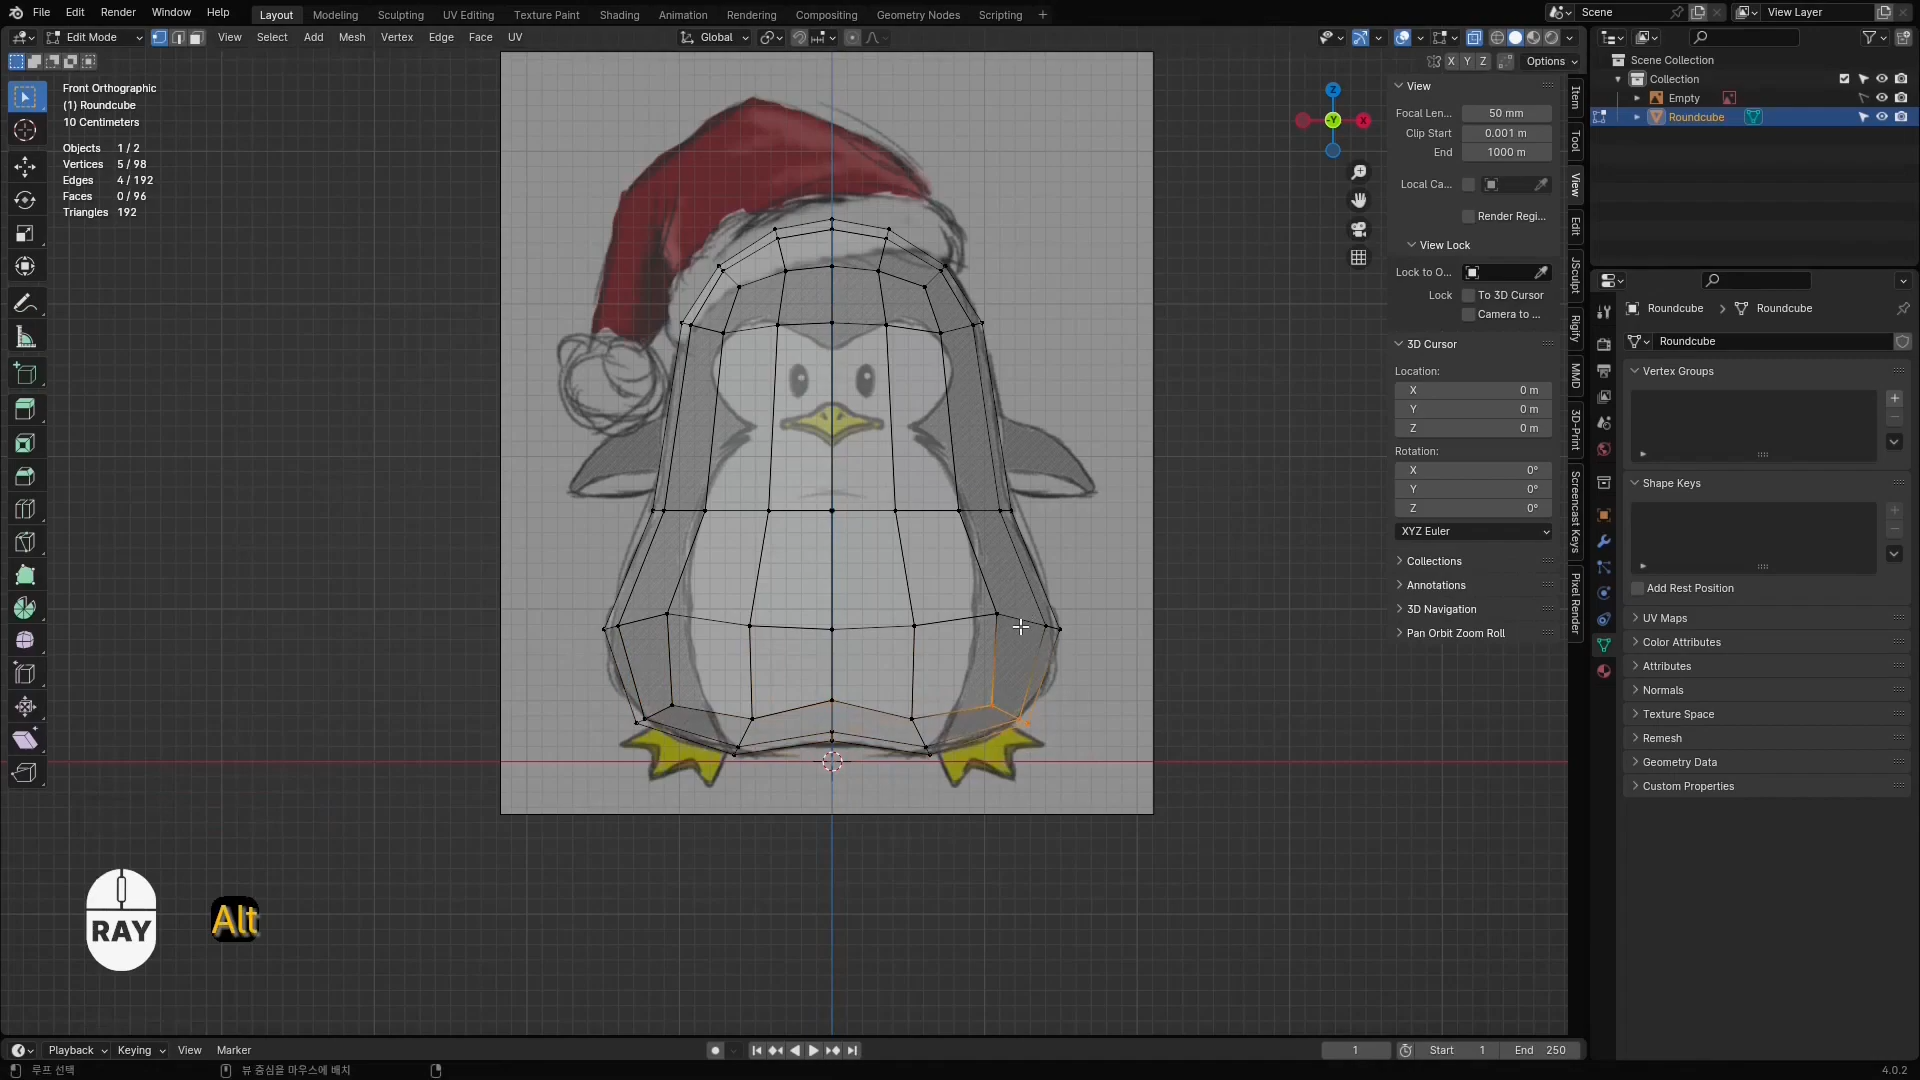 File Edit Render Window Help Layout Modeling Sculpting UV Editing Texture Paint Shading Animation Rendering Compositing Geometry Nodes Scripting Scene View Layer
Edit Mode View Select Add Mesh Vertex Edge Face UV Global
X Y Z Options
Front Orthographic
(1) Roundcube
10 Centimeters
Objects 1 / 2
Vertices 5 / 98
Edges 4 / 192
Faces 0 / 96
Triangles 192
Z
Y
X
View
Focal Len... 50 mm
Clip Start 0.001 m
End 1000 m
Local Ca...
Render Regi...
View Lock
Lock to O...
Lock To 3D Cursor
Camera to ...
3D Cursor
Location:
X 0 m
Y 0 m
Z 0 m
Rotation:
X 0°
Y 0°
Z 0°
XYZ Euler
Collections
Annotations
3D Navigation
Pan Orbit Zoom Roll
Item
Tool
View
Edit
JSculpt
Rigify
MMD
3D-Print
Screencast Keys
Pixel Render
Scene Collection
Collection
Empty
Roundcube
Roundcube Roundcube
Roundcube
Vertex Groups
Shape Keys
Add Rest Position
UV Maps
Color Attributes
Attributes
Normals
Texture Space
Remesh
Geometry Data
Custom Properties
RAY
Alt
Playback Keying View Marker 1 Start 1 End 250
루프 선택 뷰 중심을 마우스에 배치 4.0.2